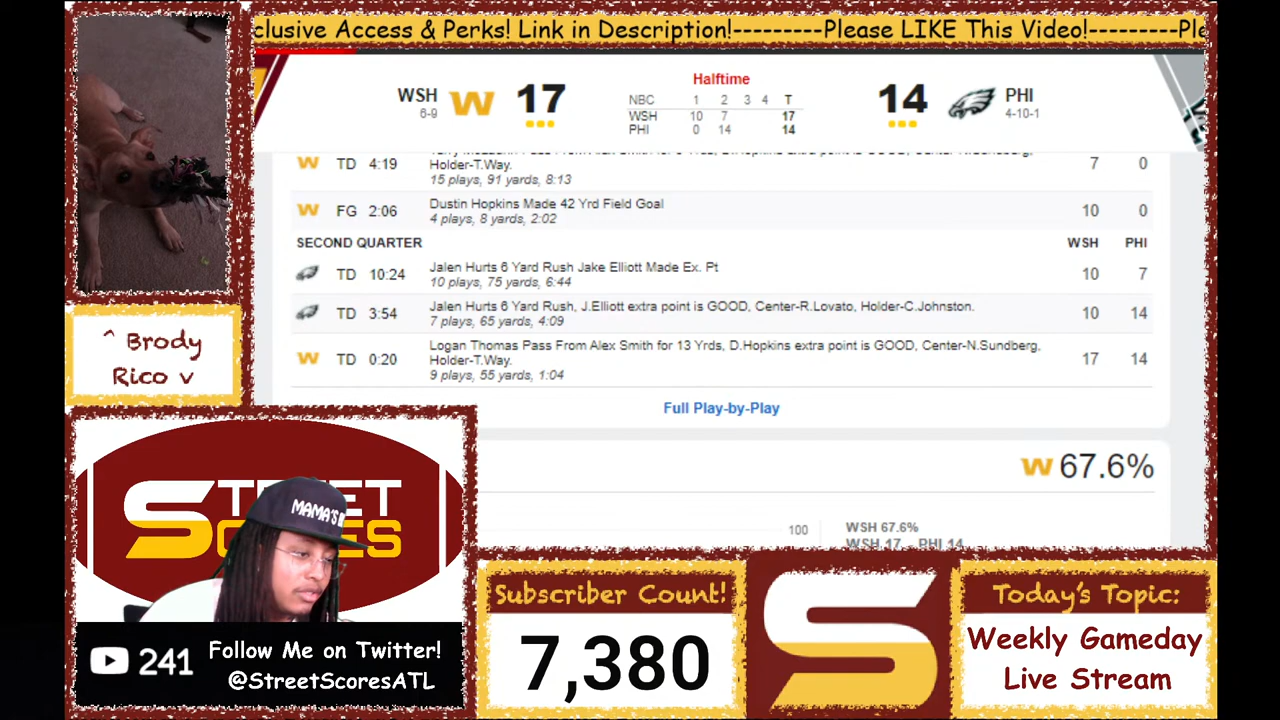 clusive Access & Perks! Link in Description!---------Please LIKE This Video!---------Ple
WSH
6-9
17
Halftime
NBC 1 2 3 4 T
WSH 10 7 17
PHI 0 14 14
14
PHI
4-10-1
TD 4:19
Holder-T.Way.
15 plays, 91 yards, 8:13
7 0
FG 2:06
Dustin Hopkins Made 42 Yrd Field Goal
4 plays, 8 yards, 2:02
10 0
SECOND QUARTER
WSH PHI
TD 10:24
Jalen Hurts 6 Yard Rush Jake Elliott Made Ex. Pt
10 plays, 75 yards, 6:44
10 7
TD 3:54
Jalen Hurts 6 Yard Rush, J.Elliott extra point is GOOD, Center-R.Lovato, Holder-C.Johnston.
7 plays, 65 yards, 4:09
10 14
TD 0:20
Logan Thomas Pass From Alex Smith for 13 Yrds, D.Hopkins extra point is GOOD, Center-N.Sundberg,
Holder-T.Way.
9 plays, 55 yards, 1:04
17 14
Full Play-by-Play
W 67.6%
100
WSH 67.6%
WSH 17 PHI 14
^ Brody
Rico v
STREET
SCORES
MAMA'S
241
Follow Me on Twitter!
@StreetScoresATL
Subscriber Count!
7,380
S
Today's Topic:
Weekly Gameday
Live Stream